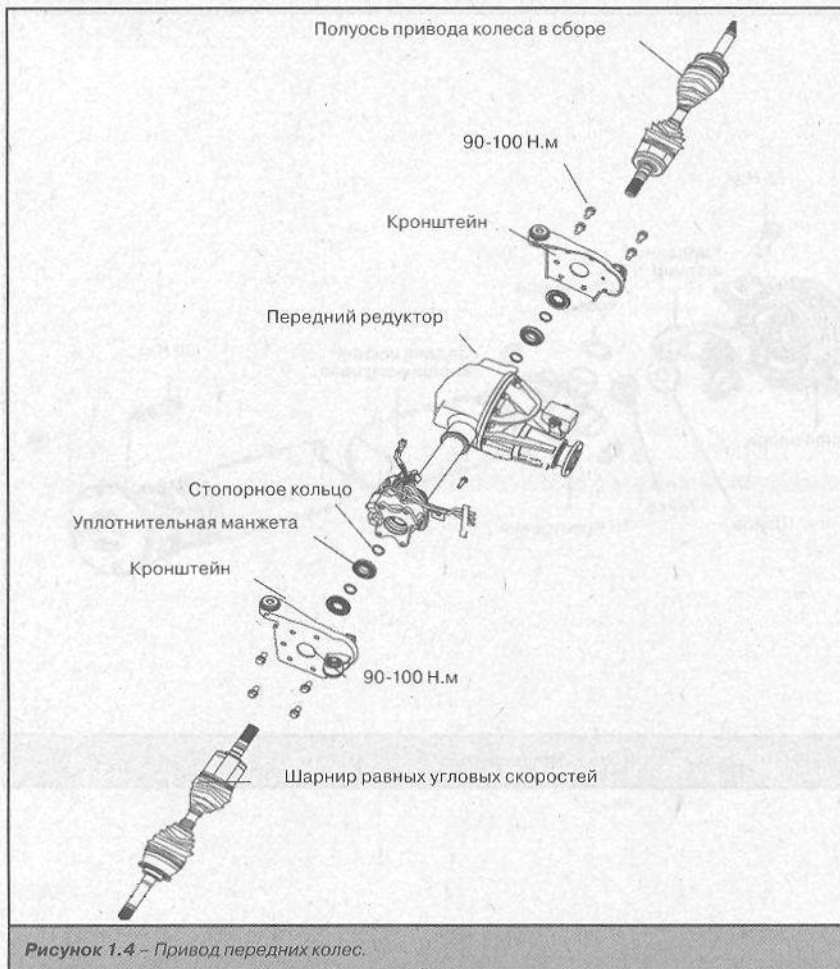 Полуось привода колеса в сборе
90-100 Н.м
Кронштейн
Передний редуктор
Стопорное кольцо
Уплотнительная манжета
Кронштейн
90-100 Н.м
Шарнир равных угловых скоростей
Рисунок 1.4 – Привод передних колес.